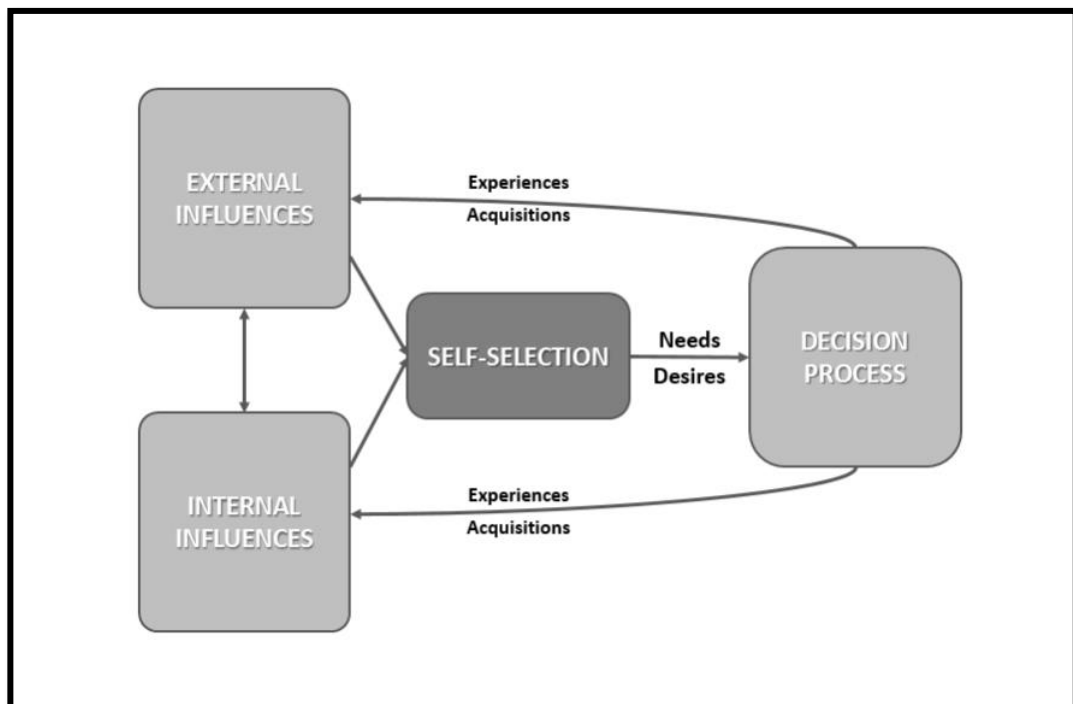 EXTERNAL
INFLUENCES
Experiences
Acquisitions
SELF-SELECTION
Needs
Desires
DECISION
PROCESS
INTERNAL
INFLUENCES
Experiences
Acquisitions